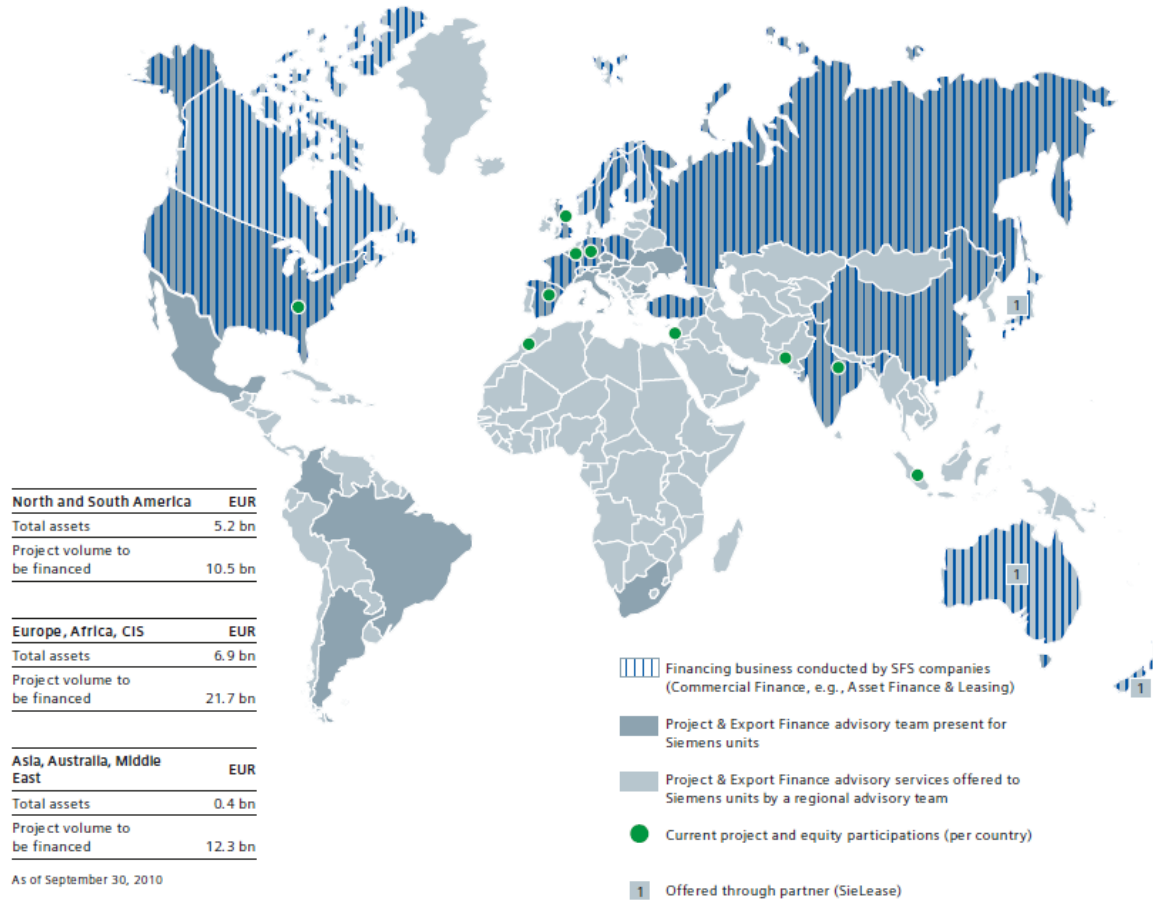 North and South America EUR
Total assets 5.2 bn
Project volume to
be financed 10.5 bn
Europe, Africa, CIS EUR
Total assets 6.9 bn
Project volume to
be financed 21.7 bn
Asia, Australia, Middle
East EUR
Total assets 0.4 bn
Project volume to
be financed 12.3 bn
As of September 30, 2010
1
1
1
Financing business conducted by SFS companies
(Commercial Finance, e.g., Asset Finance & Leasing)
Project & Export Finance advisory team present for
Siemens units
Project & Export Finance advisory services offered to
Siemens units by a regional advisory team
Current project and equity participations (per country)
1 Offered through partner (SieLease)